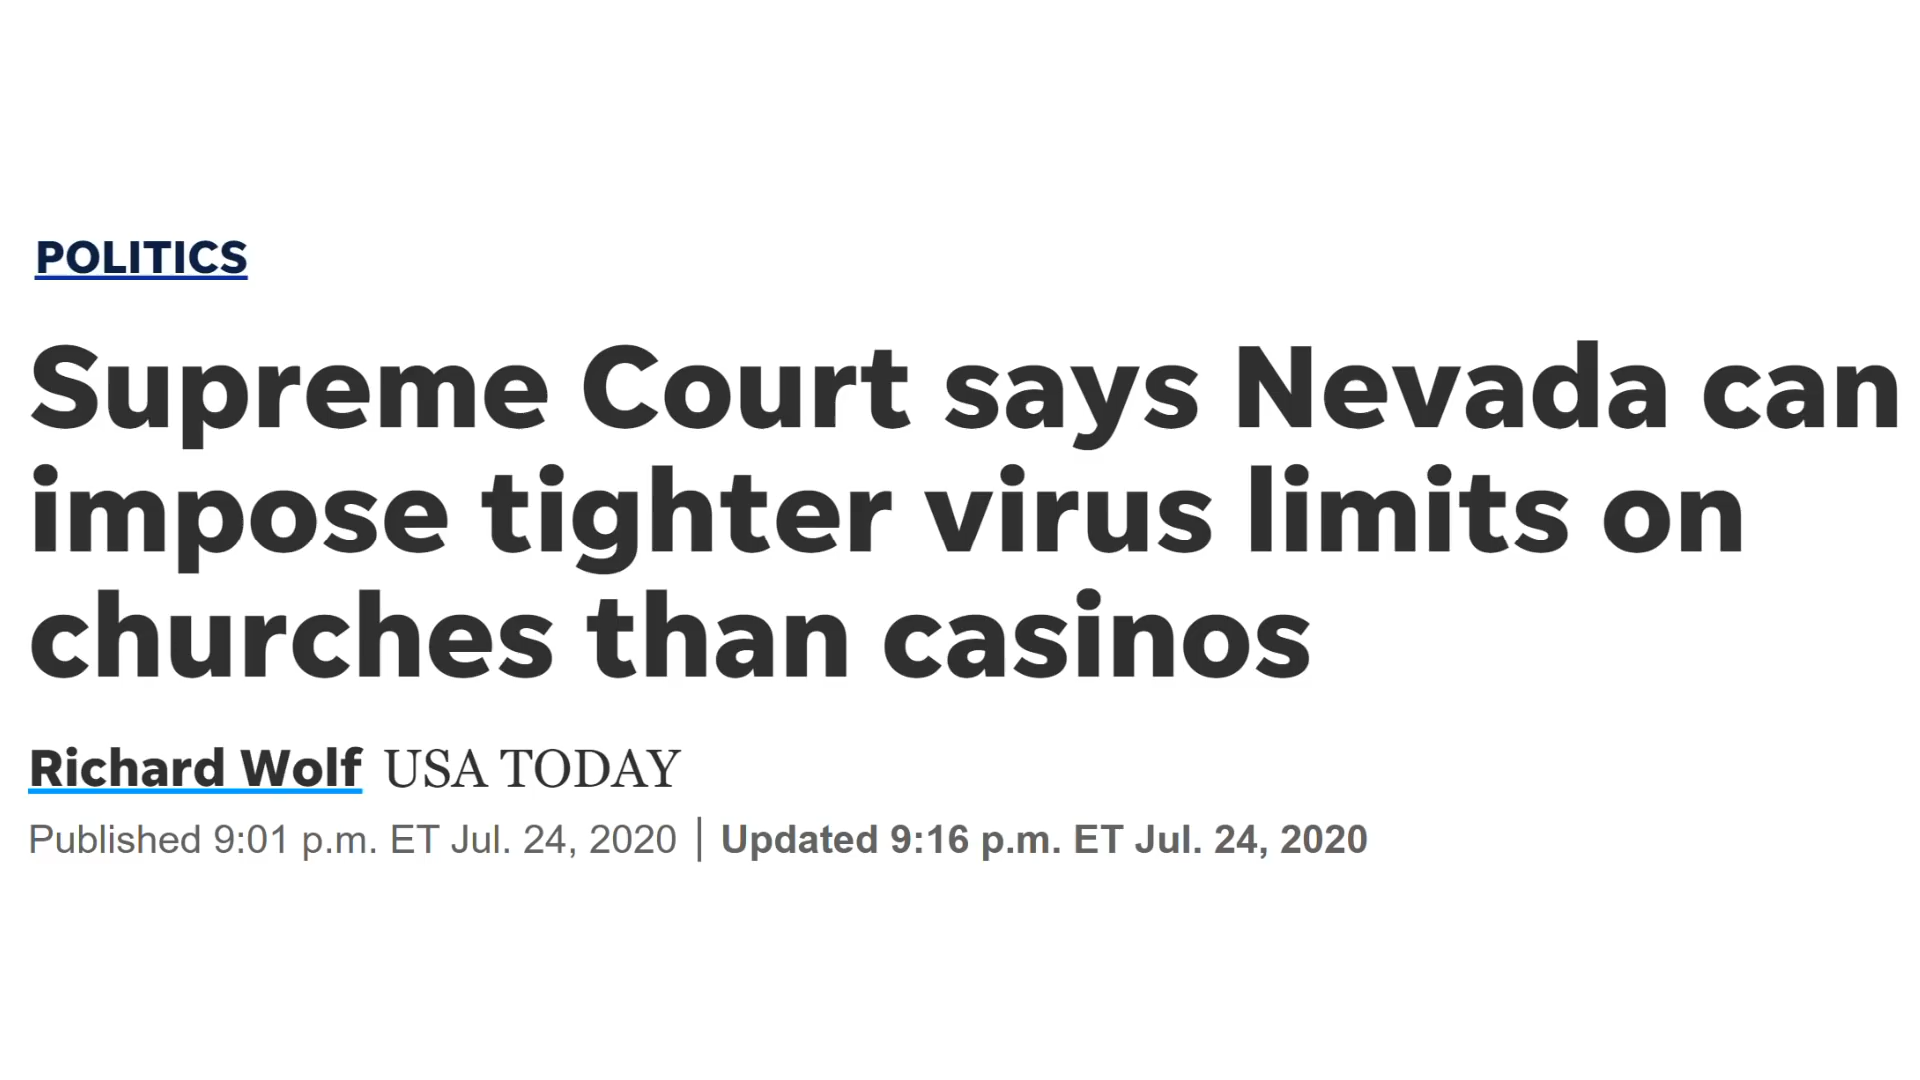 POLITICS
Supreme Court says Nevada can
impose tighter virus limits on
churches than casinos
Richard Wolf USA TODAY
Published 9:01 p.m. ET Jul. 24, 2020 | Updated 9:16 p.m. ET Jul. 24, 2020